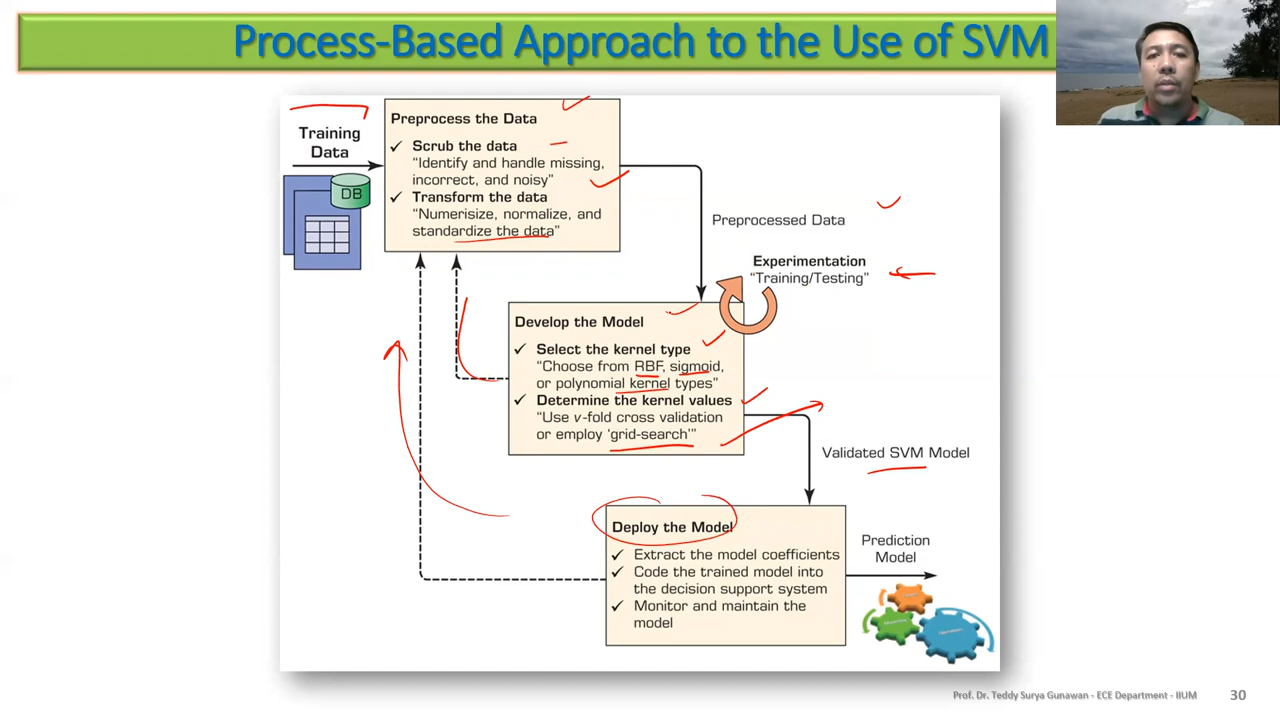 Process-Based Approach to the Use of SVM
Training
Data
DB
Preprocess the Data
✓ Scrub the data
“Identify and handle missing,
incorrect, and noisy”
✓ Transform the data
“Numerisize, normalize, and
standardize the data”
Preprocessed Data
Experimentation
“Training/Testing”
Develop the Model
✓ Select the kernel type
“Choose from RBF, sigmoid,
or polynomial kernel types”
✓ Determine the kernel values
“Use v-fold cross validation
or employ ‘grid-search’”
Validated SVM Model
Deploy the Model
✓ Extract the model coefficients
✓ Code the trained model into
the decision support system
✓ Monitor and maintain the
model
Prediction
Model
Prof. Dr. Teddy Surya Gunawan - ECE Department - IIUM
30